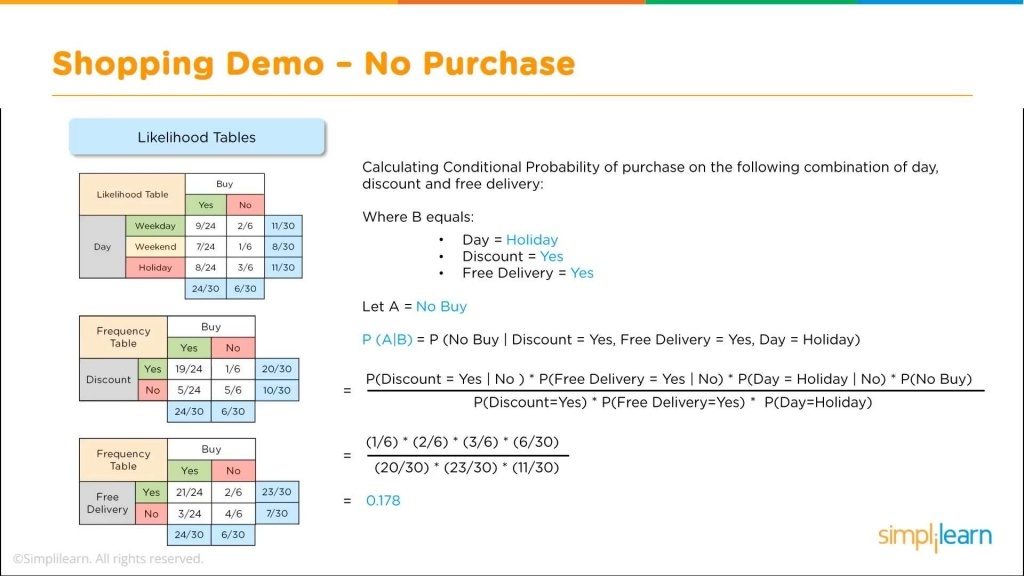 Shopping Demo – No Purchase
Likelihood Tables
Likelihood Table
Buy
Yes No
Day
Weekday 9/24 2/6 11/30
Weekend 7/24 1/6 8/30
Holiday 8/24 3/6 11/30
24/30 6/30
Frequency
Table
Buy
Yes No
Discount
Yes 19/24 1/6 20/30
No 5/24 5/6 10/30
24/30 6/30
Frequency
Table
Buy
Yes No
Free
Delivery
Yes 21/24 2/6 23/30
No 3/24 4/6 7/30
24/30 6/30
Calculating Conditional Probability of purchase on the following combination of day,
discount and free delivery:
Where B equals:
• Day = Holiday
• Discount = Yes
• Free Delivery = Yes
Let A = No Buy
P (A|B) = P (No Buy | Discount = Yes, Free Delivery = Yes, Day = Holiday)
= P(Discount = Yes | No ) * P(Free Delivery = Yes | No) * P(Day = Holiday | No) * P(No Buy)
P(Discount=Yes) * P(Free Delivery=Yes) * P(Day=Holiday)
= (1/6) * (2/6) * (3/6) * (6/30)
(20/30) * (23/30) * (11/30)
= 0.178
simplilearn
©Simplilearn. All rights reserved.